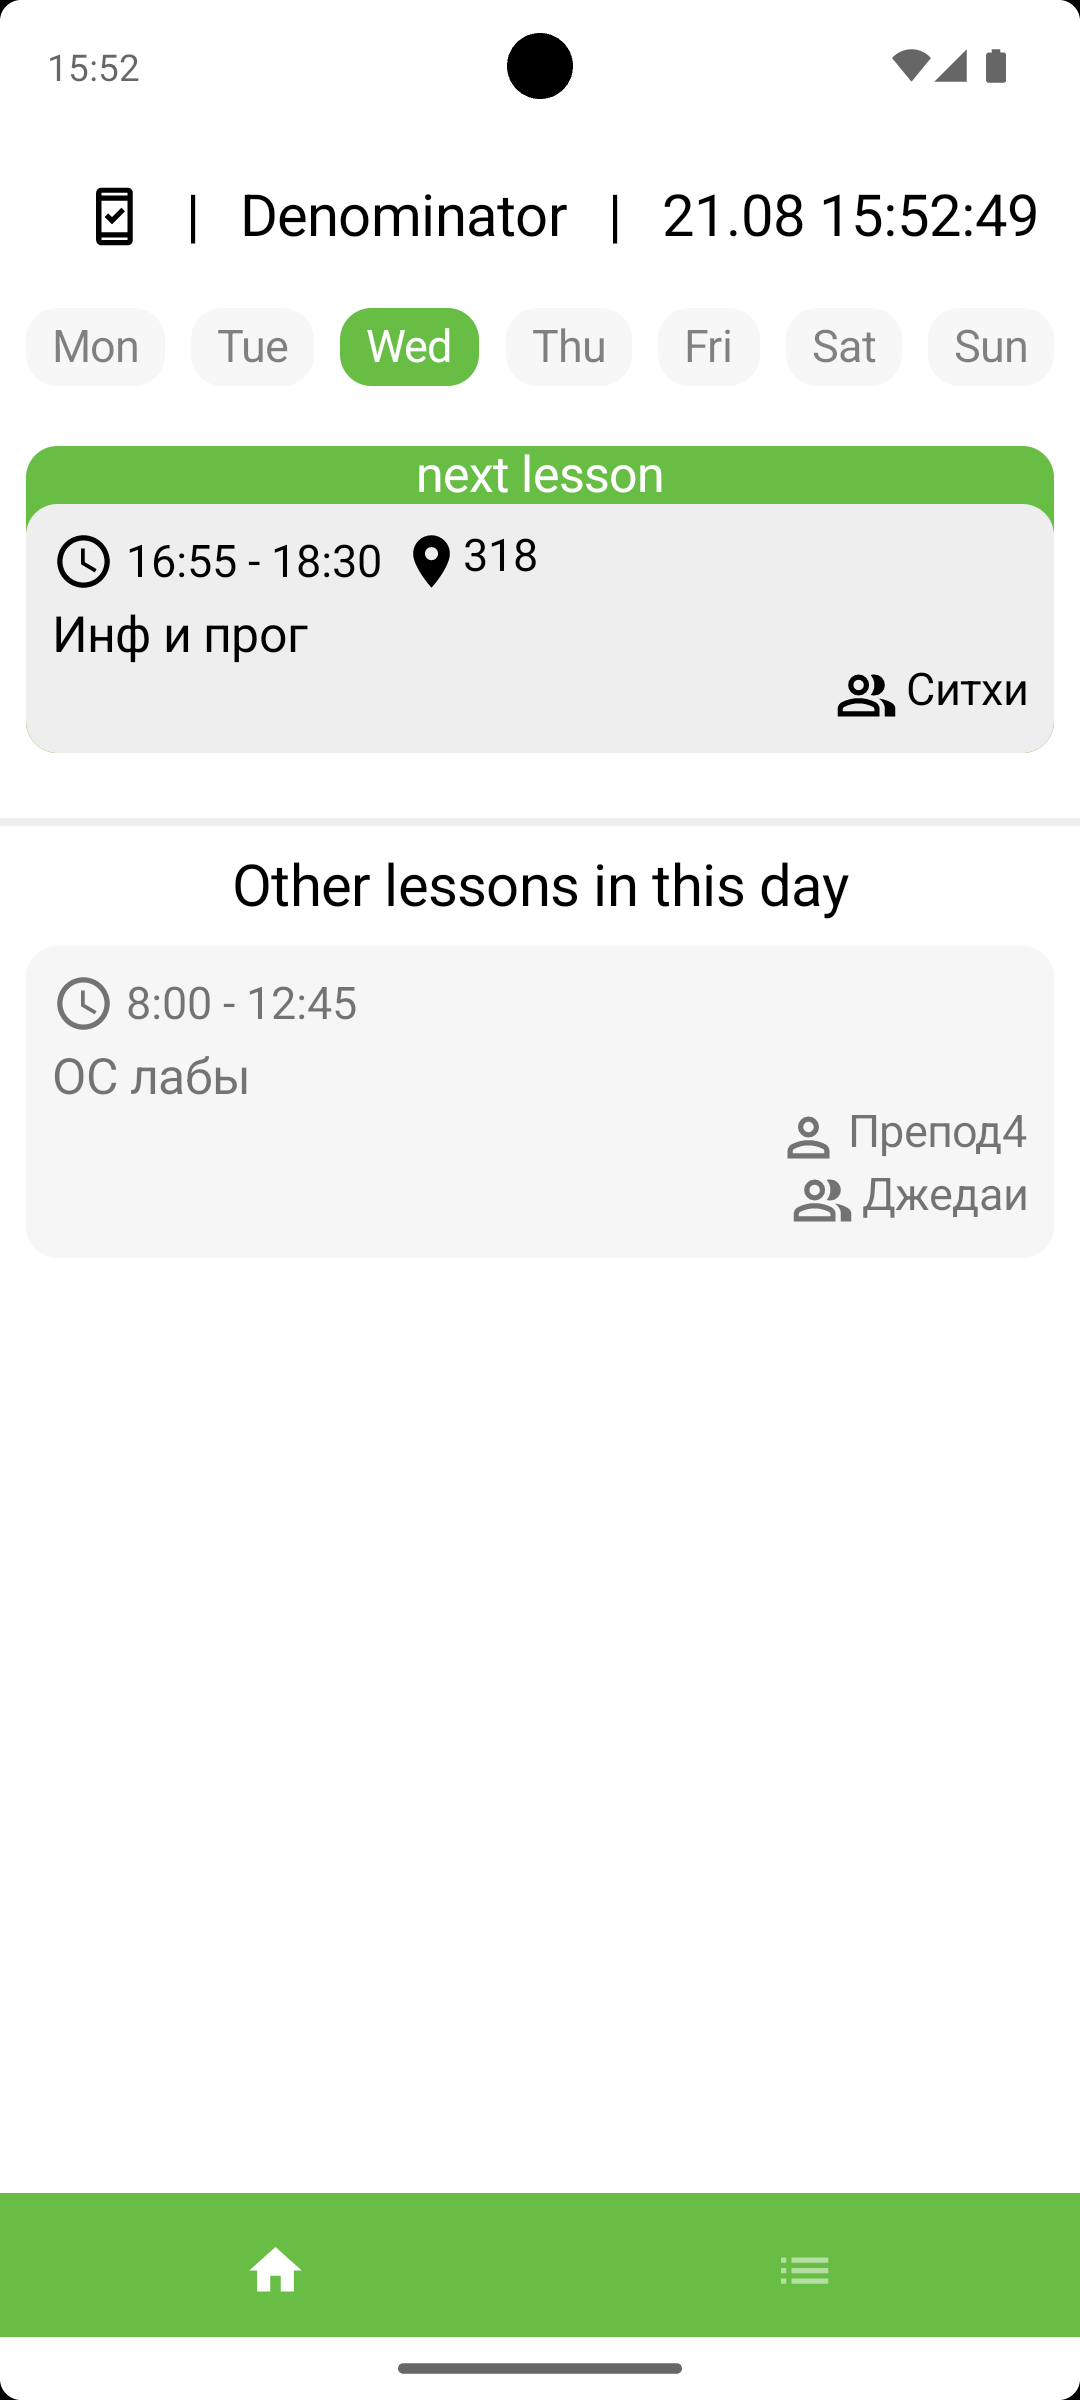 15:52
| Denominator | 21.08 15:52:49
Mon Tue Wed Thu Fri Sat Sun
next lesson
16:55 - 18:30 318
Инф и прог
Ситхи
Other lessons in this day
8:00 - 12:45
ОС лабы
Препод4
Джедаи